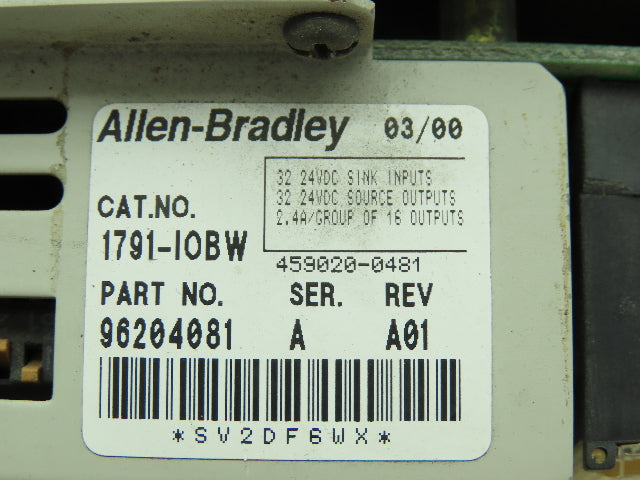 Allen-Bradley 03/00
32 24VDC SINK INPUTS
32 24VDC SOURCE OUTPUTS
2.4A/GROUP OF 16 OUTPUTS
CAT.NO.
1791-IOBW
459020-0481
PART NO. SER. REV
96204081 A A01
*SV2DF6WX*